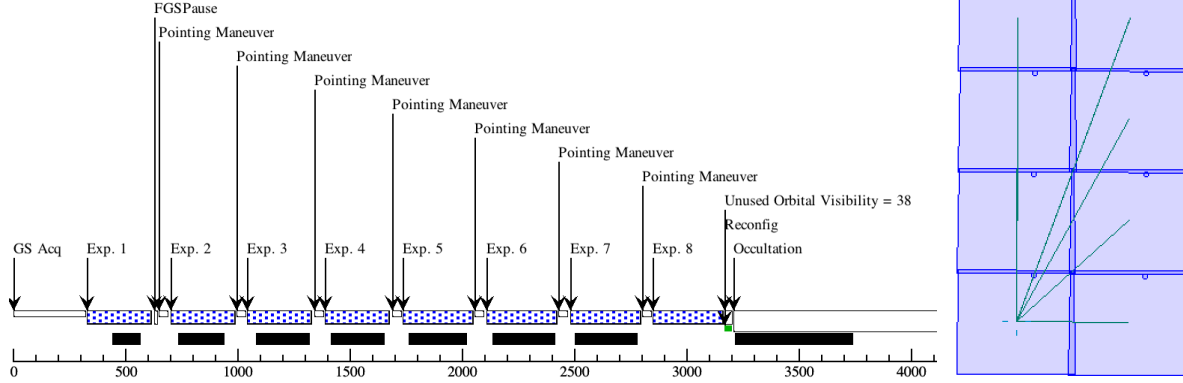 FGSPause
Pointing Maneuver
Pointing Maneuver
Pointing Maneuver
Pointing Maneuver
Pointing Maneuver
Pointing Maneuver
Pointing Maneuver
Unused Orbital Visibility = 38
Reconfig
GS Acq Exp. 1 Exp. 2 Exp. 3 Exp. 4 Exp. 5 Exp. 6 Exp. 7 Exp. 8 Occultation
0 500 1000 1500 2000 2500 3000 3500 4000